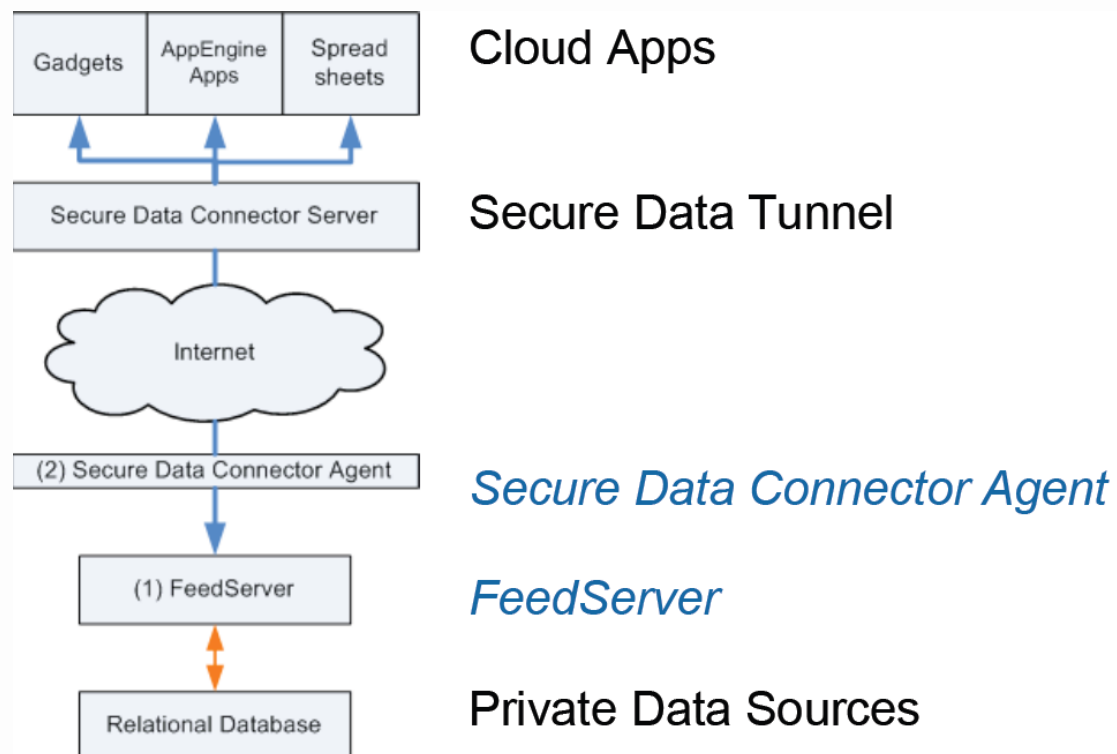 Gadgets
AppEngine
Apps
Spread
sheets
Cloud Apps
Secure Data Connector Server
Secure Data Tunnel
Internet
(2) Secure Data Connector Agent
Secure Data Connector Agent
(1) FeedServer
FeedServer
Relational Database
Private Data Sources